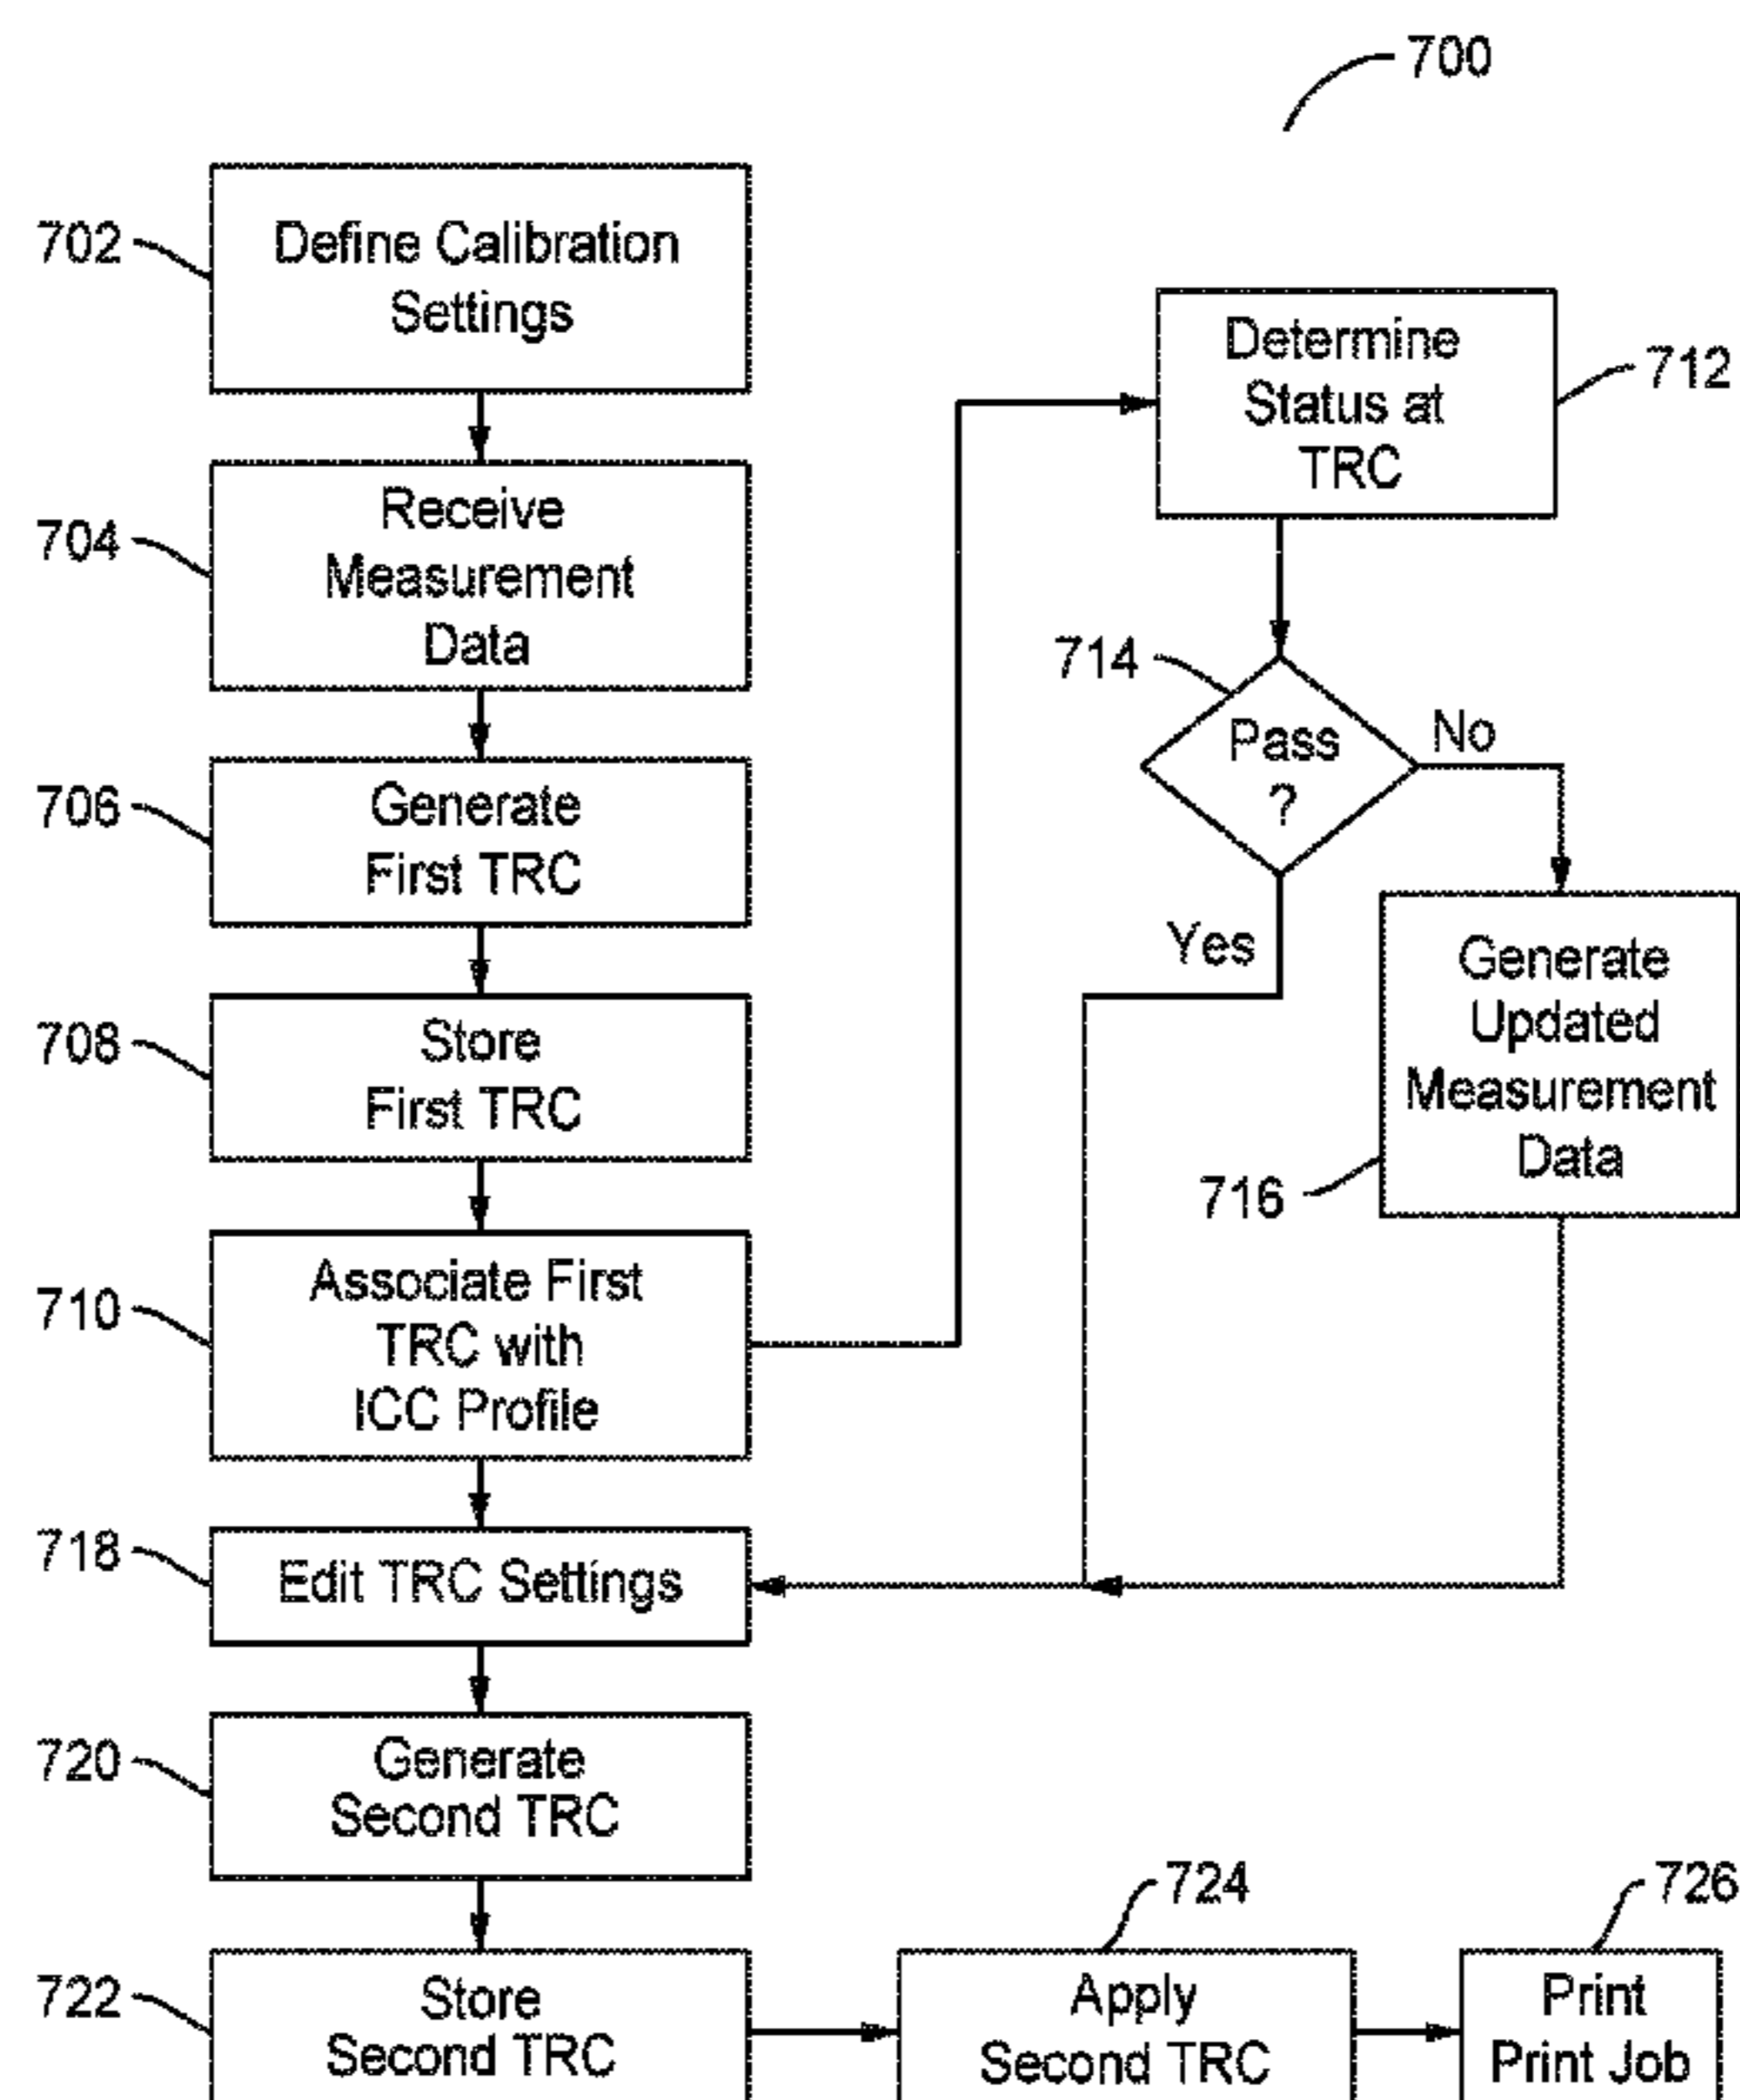 700
702
Define Calibration
Settings
704
Receive
Measurement
Data
706
Generate
First TRC
708
Store
First TRC
710
Associate First
TRC with
ICC Profile
712
Determine
Status at
TRC
714
Pass
?
No
Yes
716
Generate
Updated
Measurement
Data
718
Edit TRC Settings
720
Generate
Second TRC
722
Store
Second TRC
724
Apply
Second TRC
726
Print
Print Job